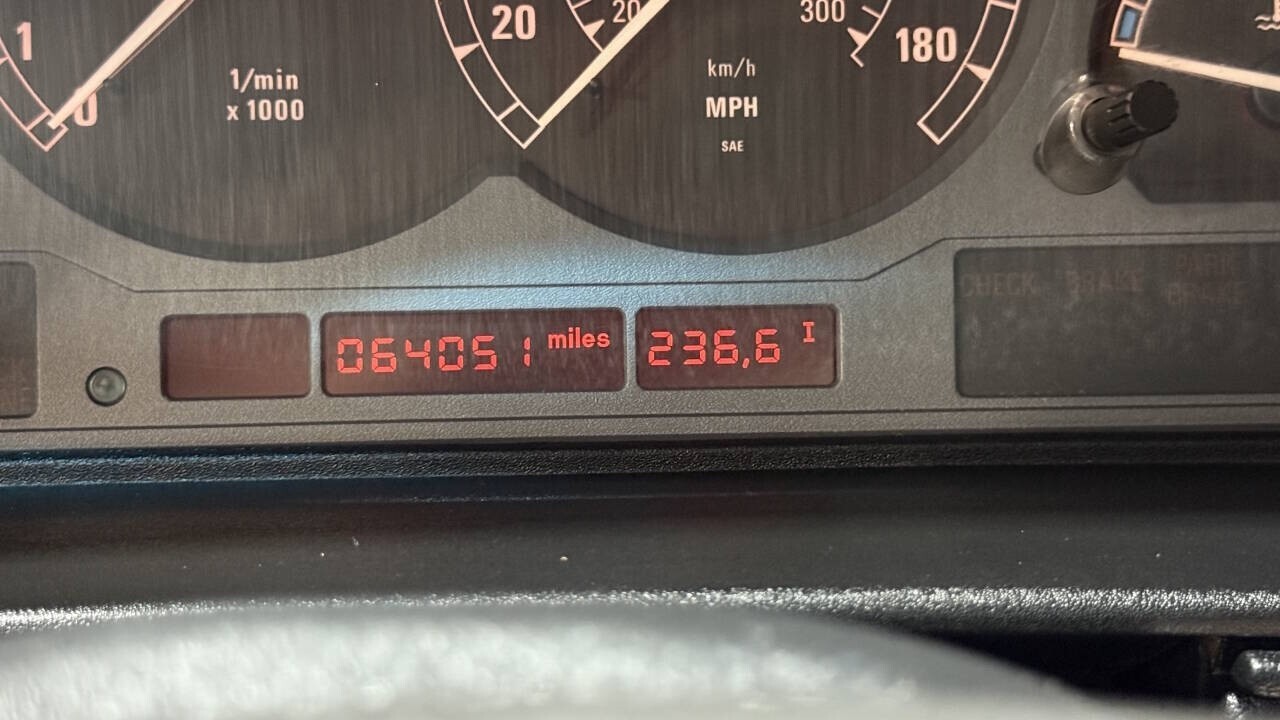 1
0
1/min
x 1000
20
20
300
180
km/h
MPH
SAE
CHECK BRAKE PARK BRAKE
064051 miles
236,6 I